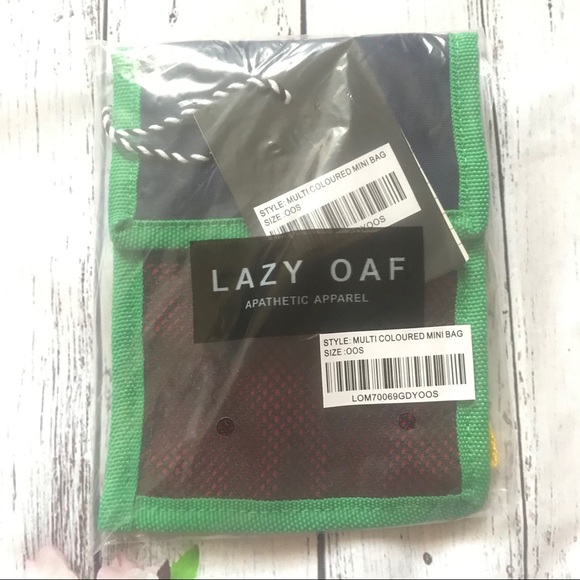 STYLE: MULTI COLOURED MINI BAG
SIZE :OOS
LAZY OAF
APATHETIC APPAREL
STYLE: MULTI COLOURED MINI BAG
SIZE :OOS
LOM70069GDYOOS